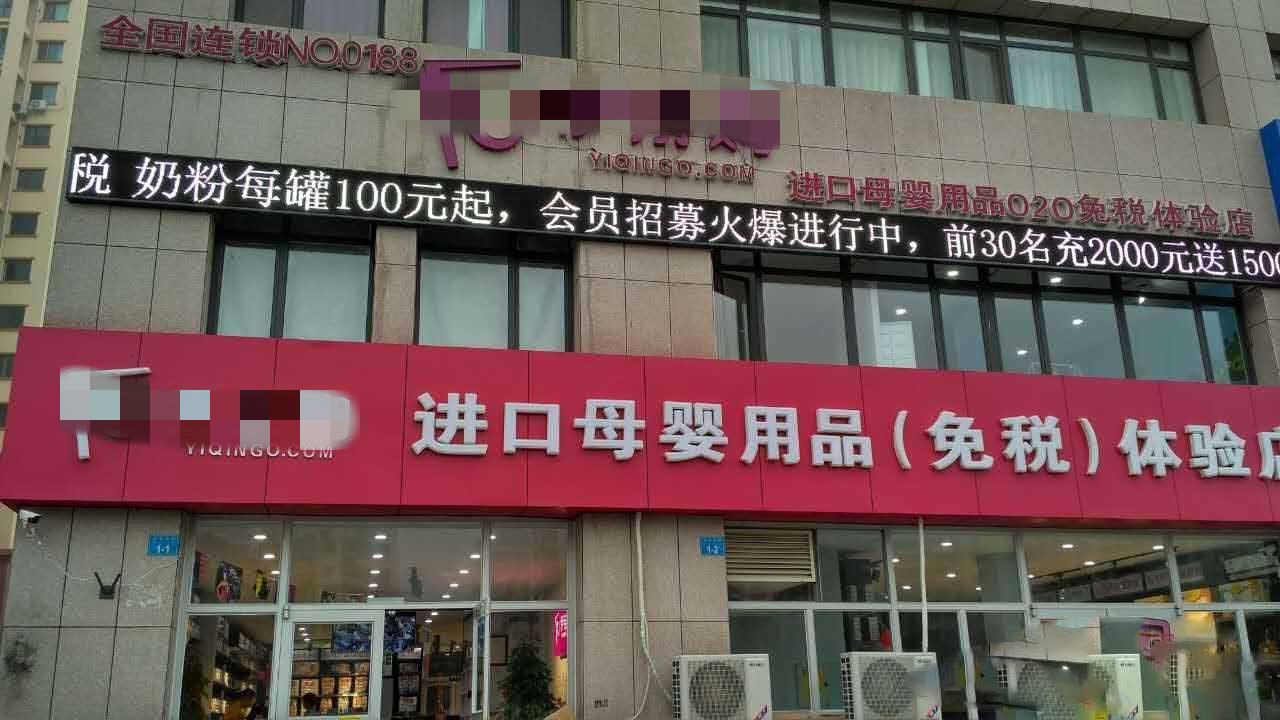 全国连锁NO.0188
YIQINGO.COM
进口母婴用品O2O免税体验店
税 奶粉每罐100元起，会员招募火爆进行中，前30名充2000元送1500
YIQINGO.COM
进口母婴用品(免税)体验店
1-1
1-2